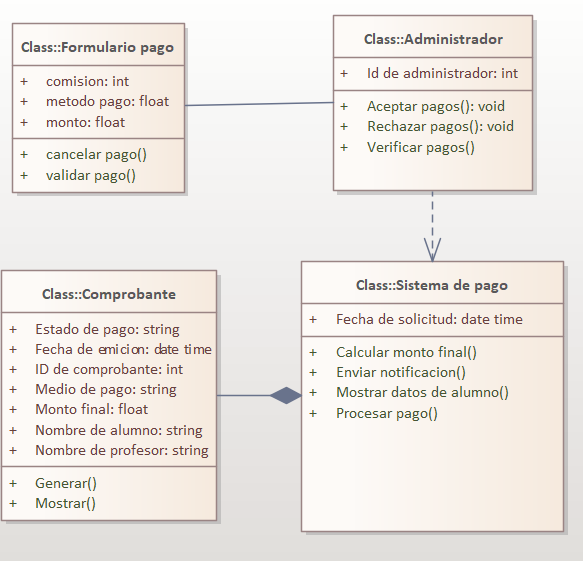 Class::Formulario pago
+ comision: int
+ metodo pago: float
+ monto: float
+ cancelar pago()
+ validar pago()
Class::Administrador
+ Id de administrador: int
+ Aceptar pagos(): void
+ Rechazar pagos(): void
+ Verificar pagos()
Class::Comprobante
+ Estado de pago: string
+ Fecha de emicion: date time
+ ID de comprobante: int
+ Medio de pago: string
+ Monto final: float
+ Nombre de alumno: string
+ Nombre de profesor: string
+ Generar()
+ Mostrar()
Class::Sistema de pago
+ Fecha de solicitud: date time
+ Calcular monto final()
+ Enviar notificacion()
+ Mostrar datos de alumno()
+ Procesar pago()